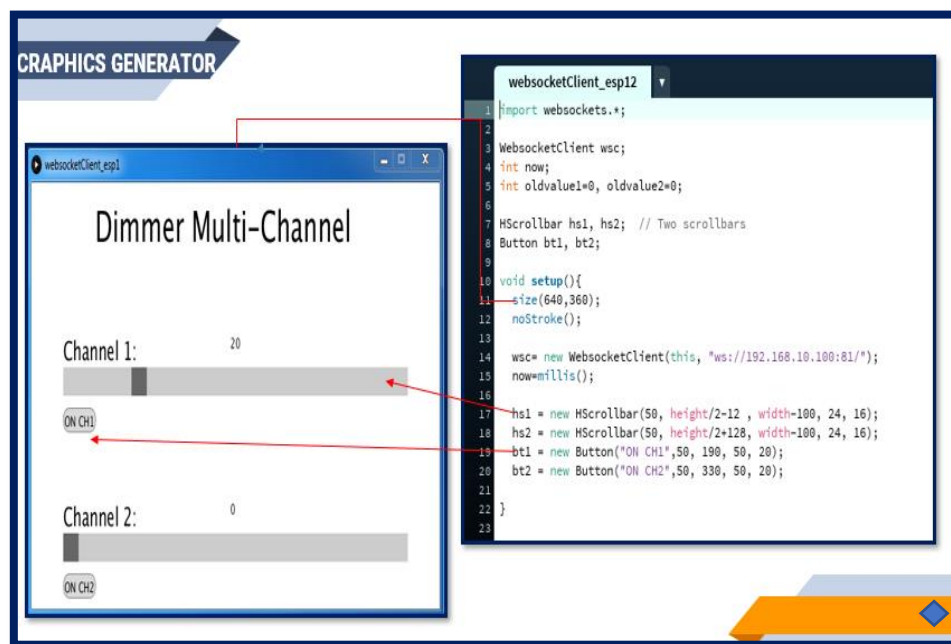 CRAPHICS GENERATOR
websocketClient_esp1
Dimmer Multi-Channel
Channel 1:
20
ON CH1
Channel 2:
0
ON CH2
websocketClient_esp12
1 import websockets.*;
2
3 WebsocketClient wsc;
4 int now;
5 int oldvalue1=0, oldvalue2=0;
6
7 HScrollbar hs1, hs2;  // Two scrollbars
8 Button bt1, bt2;
9
10 void setup(){
11 size(640,360);
12 noStroke();
13
14 wsc= new WebsocketClient(this, "ws://192.168.10.100:81/");
15 now=millis();
16
17 hs1 = new HScrollbar(50, height/2-12 , width-100, 24, 16);
18 hs2 = new HScrollbar(50, height/2+128, width-100, 24, 16);
19 bt1 = new Button("ON CH1",50, 190, 50, 20);
20 bt2 = new Button("ON CH2",50, 330, 50, 20);
21
22 }
23